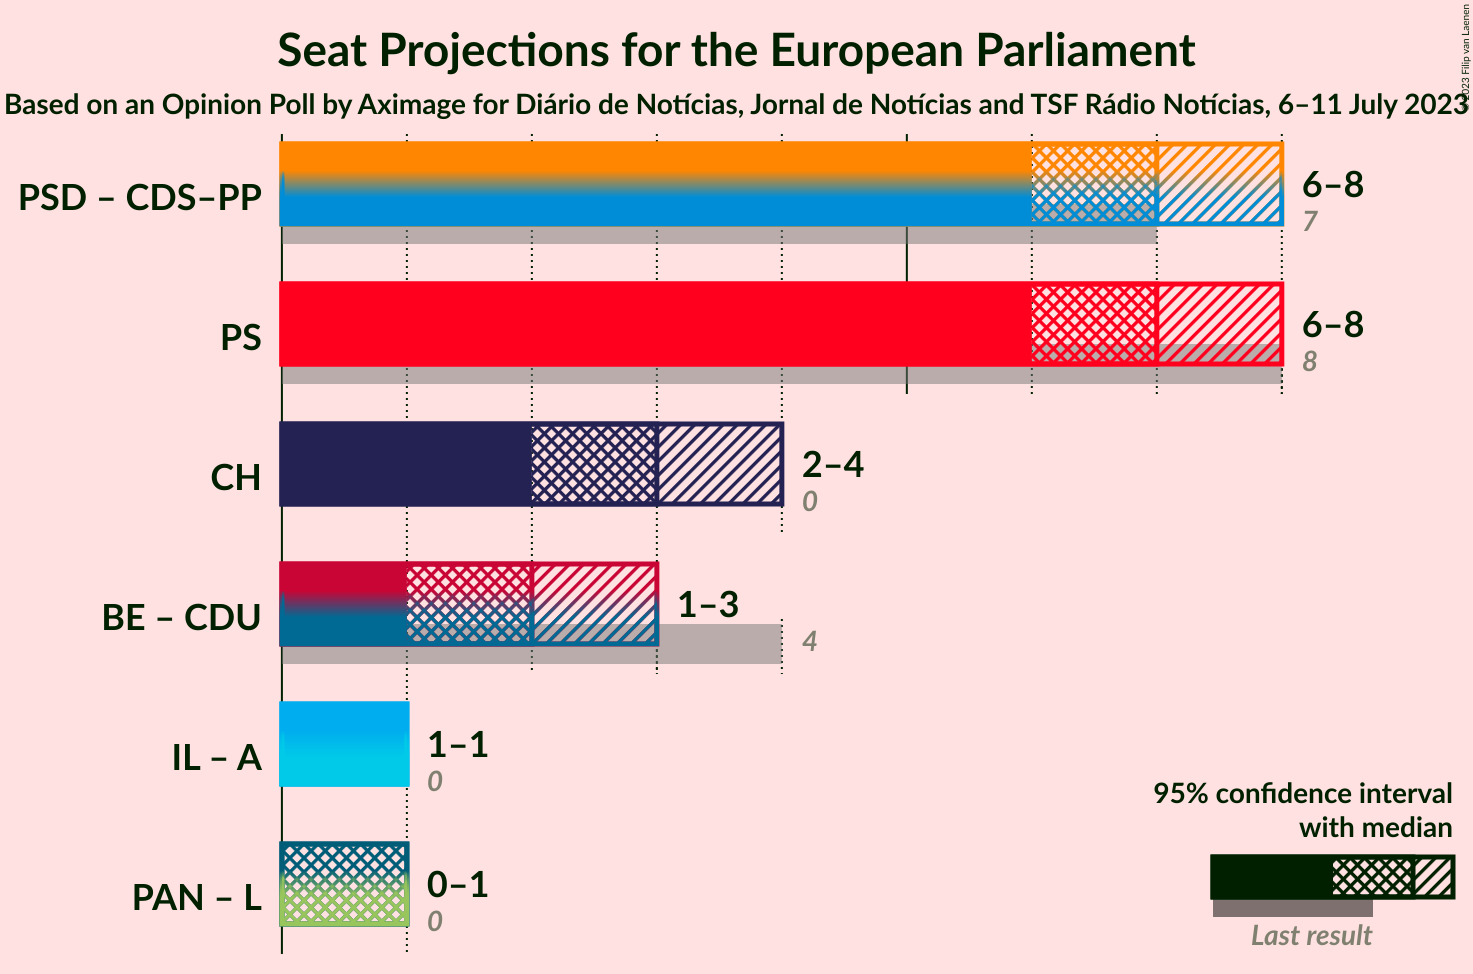 Seat Projections for the European Parliament
Based on an Opinion Poll by Aximage for Diário de Notícias, Jornal de Notícias and TSF Rádio Notícias, 6–11 July 2023
© 2023 Filip van Laenen
PSD – CDS–PP
6–8
7
PS
6–8
8
CH
2–4
0
BE – CDU
1–3
4
IL – A
1–1
0
PAN – L
0–1
0
95% confidence interval
with median
Last result